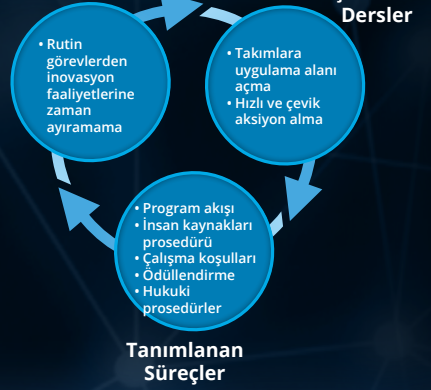 Dersler
• Rutin
görevlerden
inovasyon
faaliyetlerine
zaman
ayıramama
• Takımlara
uygulama alanı
açma
• Hızlı ve çevik
aksiyon alma
• Program akışı
• İnsan kaynakları
prosedürü
• Çalışma koşulları
• Ödüllendirme
• Hukuki
prosedürler
Tanımlanan
Süreçler